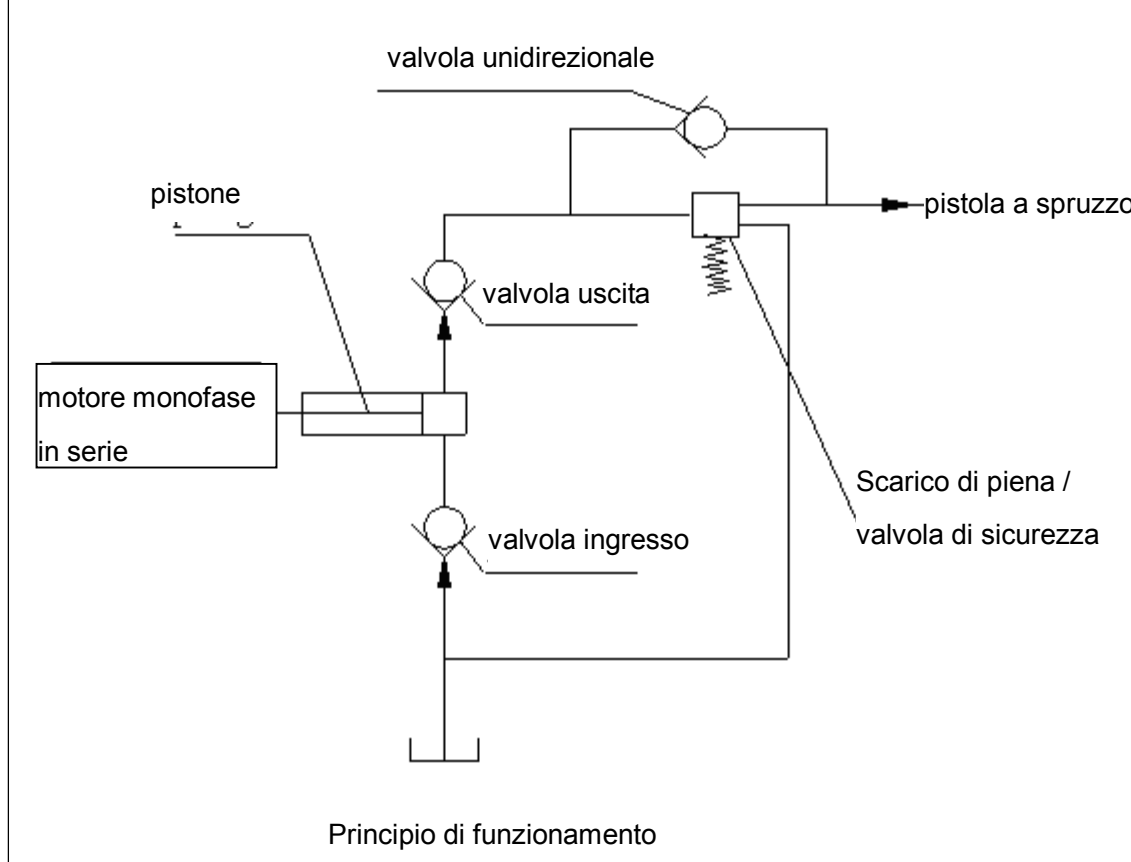 valvola unidirezionale
pistone
pistola a spruzzo
valvola uscita
motore monofase
in serie
Scarico di piena /
valvola di sicurezza
valvola ingresso
Principio di funzionamento